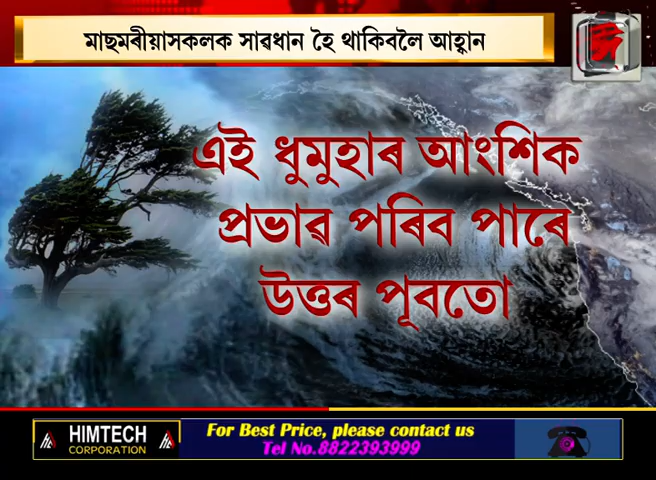 মাছমৰীয়াসকলক সাৱধান হৈ থাকিবলৈ আহ্বান
এই ধুমুহাৰ আংশিক
প্ৰভাৱ পৰিব পাৰে
উত্তৰ পূবতো
HIMTECH
CORPORATION
For Best Price, please contact us
Tel No.8822393999